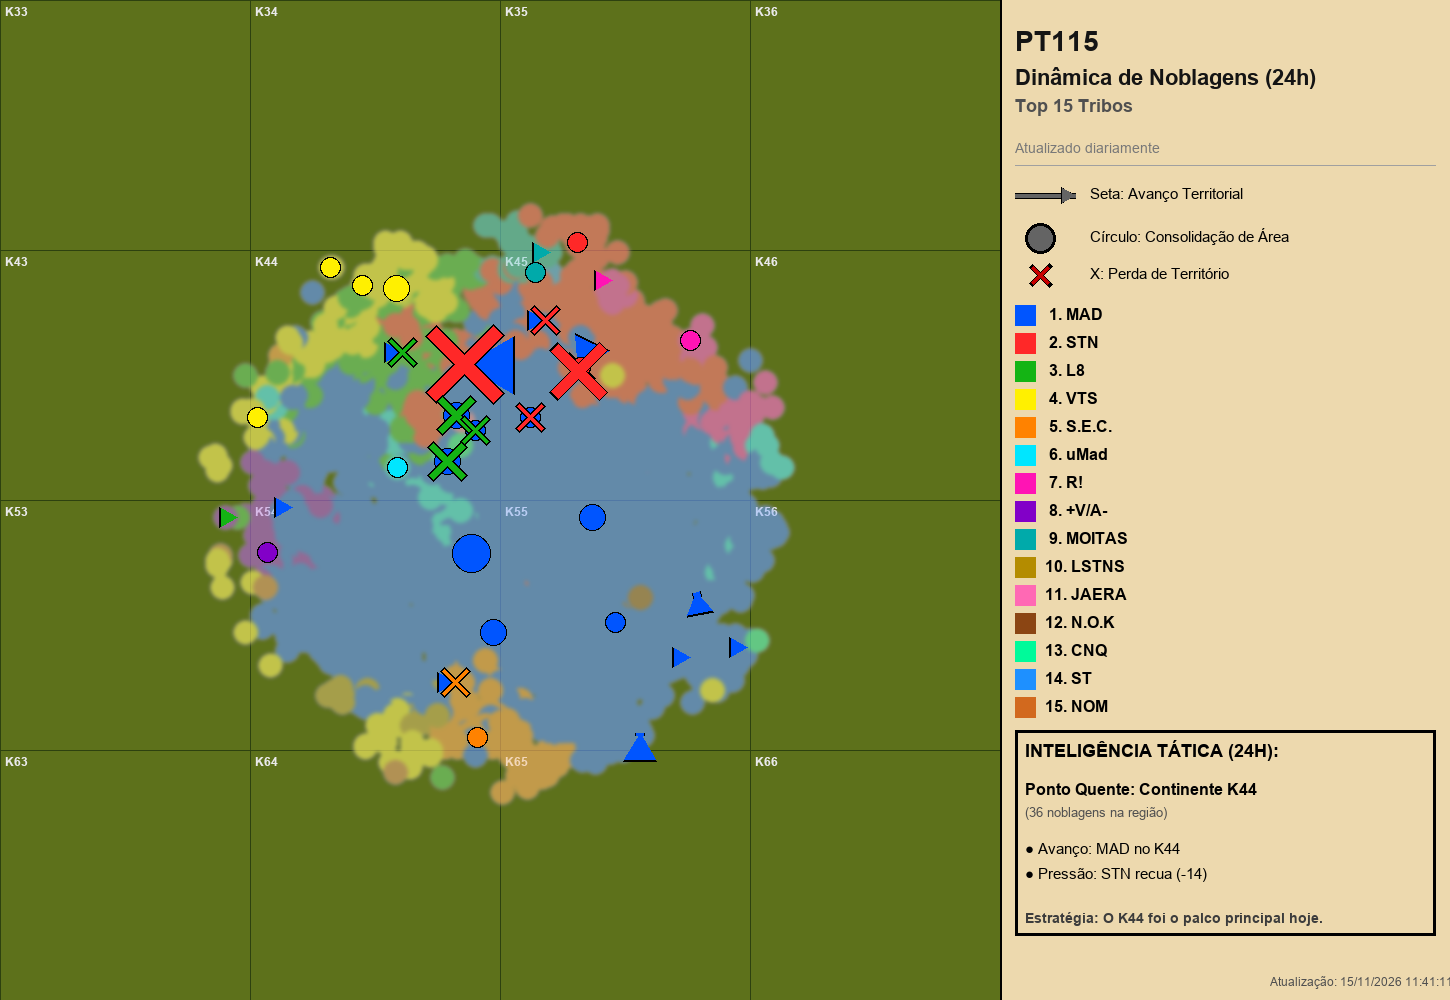 K33
K34
K35
K36
K43
K44
K45
K46
K53
K54
K55
K56
K63
K64
K65
K66
PT115
Dinâmica de Noblagens (24h)
Top 15 Tribos
Atualizado diariamente
Seta: Avanço Territorial
Círculo: Consolidação de Área
X: Perda de Território
1. MAD
2. STN
3. L8
4. VTS
5. S.E.C.
6. uMad
7. R!
8. +V/A-
9. MOITAS
10. LSTNS
11. JAERA
12. N.O.K
13. CNQ
14. ST
15. NOM
INTELIGÊNCIA TÁTICA (24H):
Ponto Quente: Continente K44
(36 noblagens na região)
● Avanço: MAD no K44
● Pressão: STN recua (-14)
Estratégia: O K44 foi o palco principal hoje.
Atualização: 15/11/2026 11:41:11